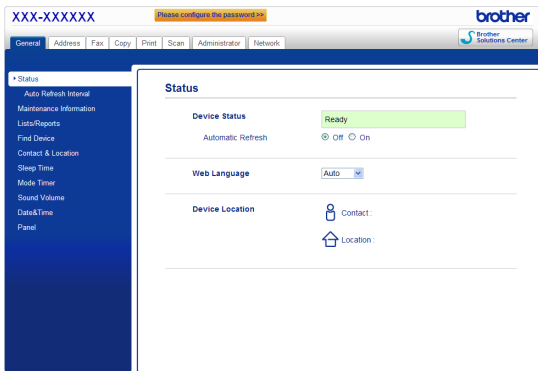 XXX-XXXXXX
Please configure the password >>
brother
General Address Fax Copy Print Scan Administrator Network
Brother
Solutions Center
Status
Auto Refresh Interval
Maintenance Information
Lists/Reports
Find Device
Contact & Location
Sleep Time
Mode Timer
Sound Volume
Date&Time
Panel
Status
Device Status Ready
Automatic Refresh Off On
Web Language Auto
Device Location Contact :
Location :